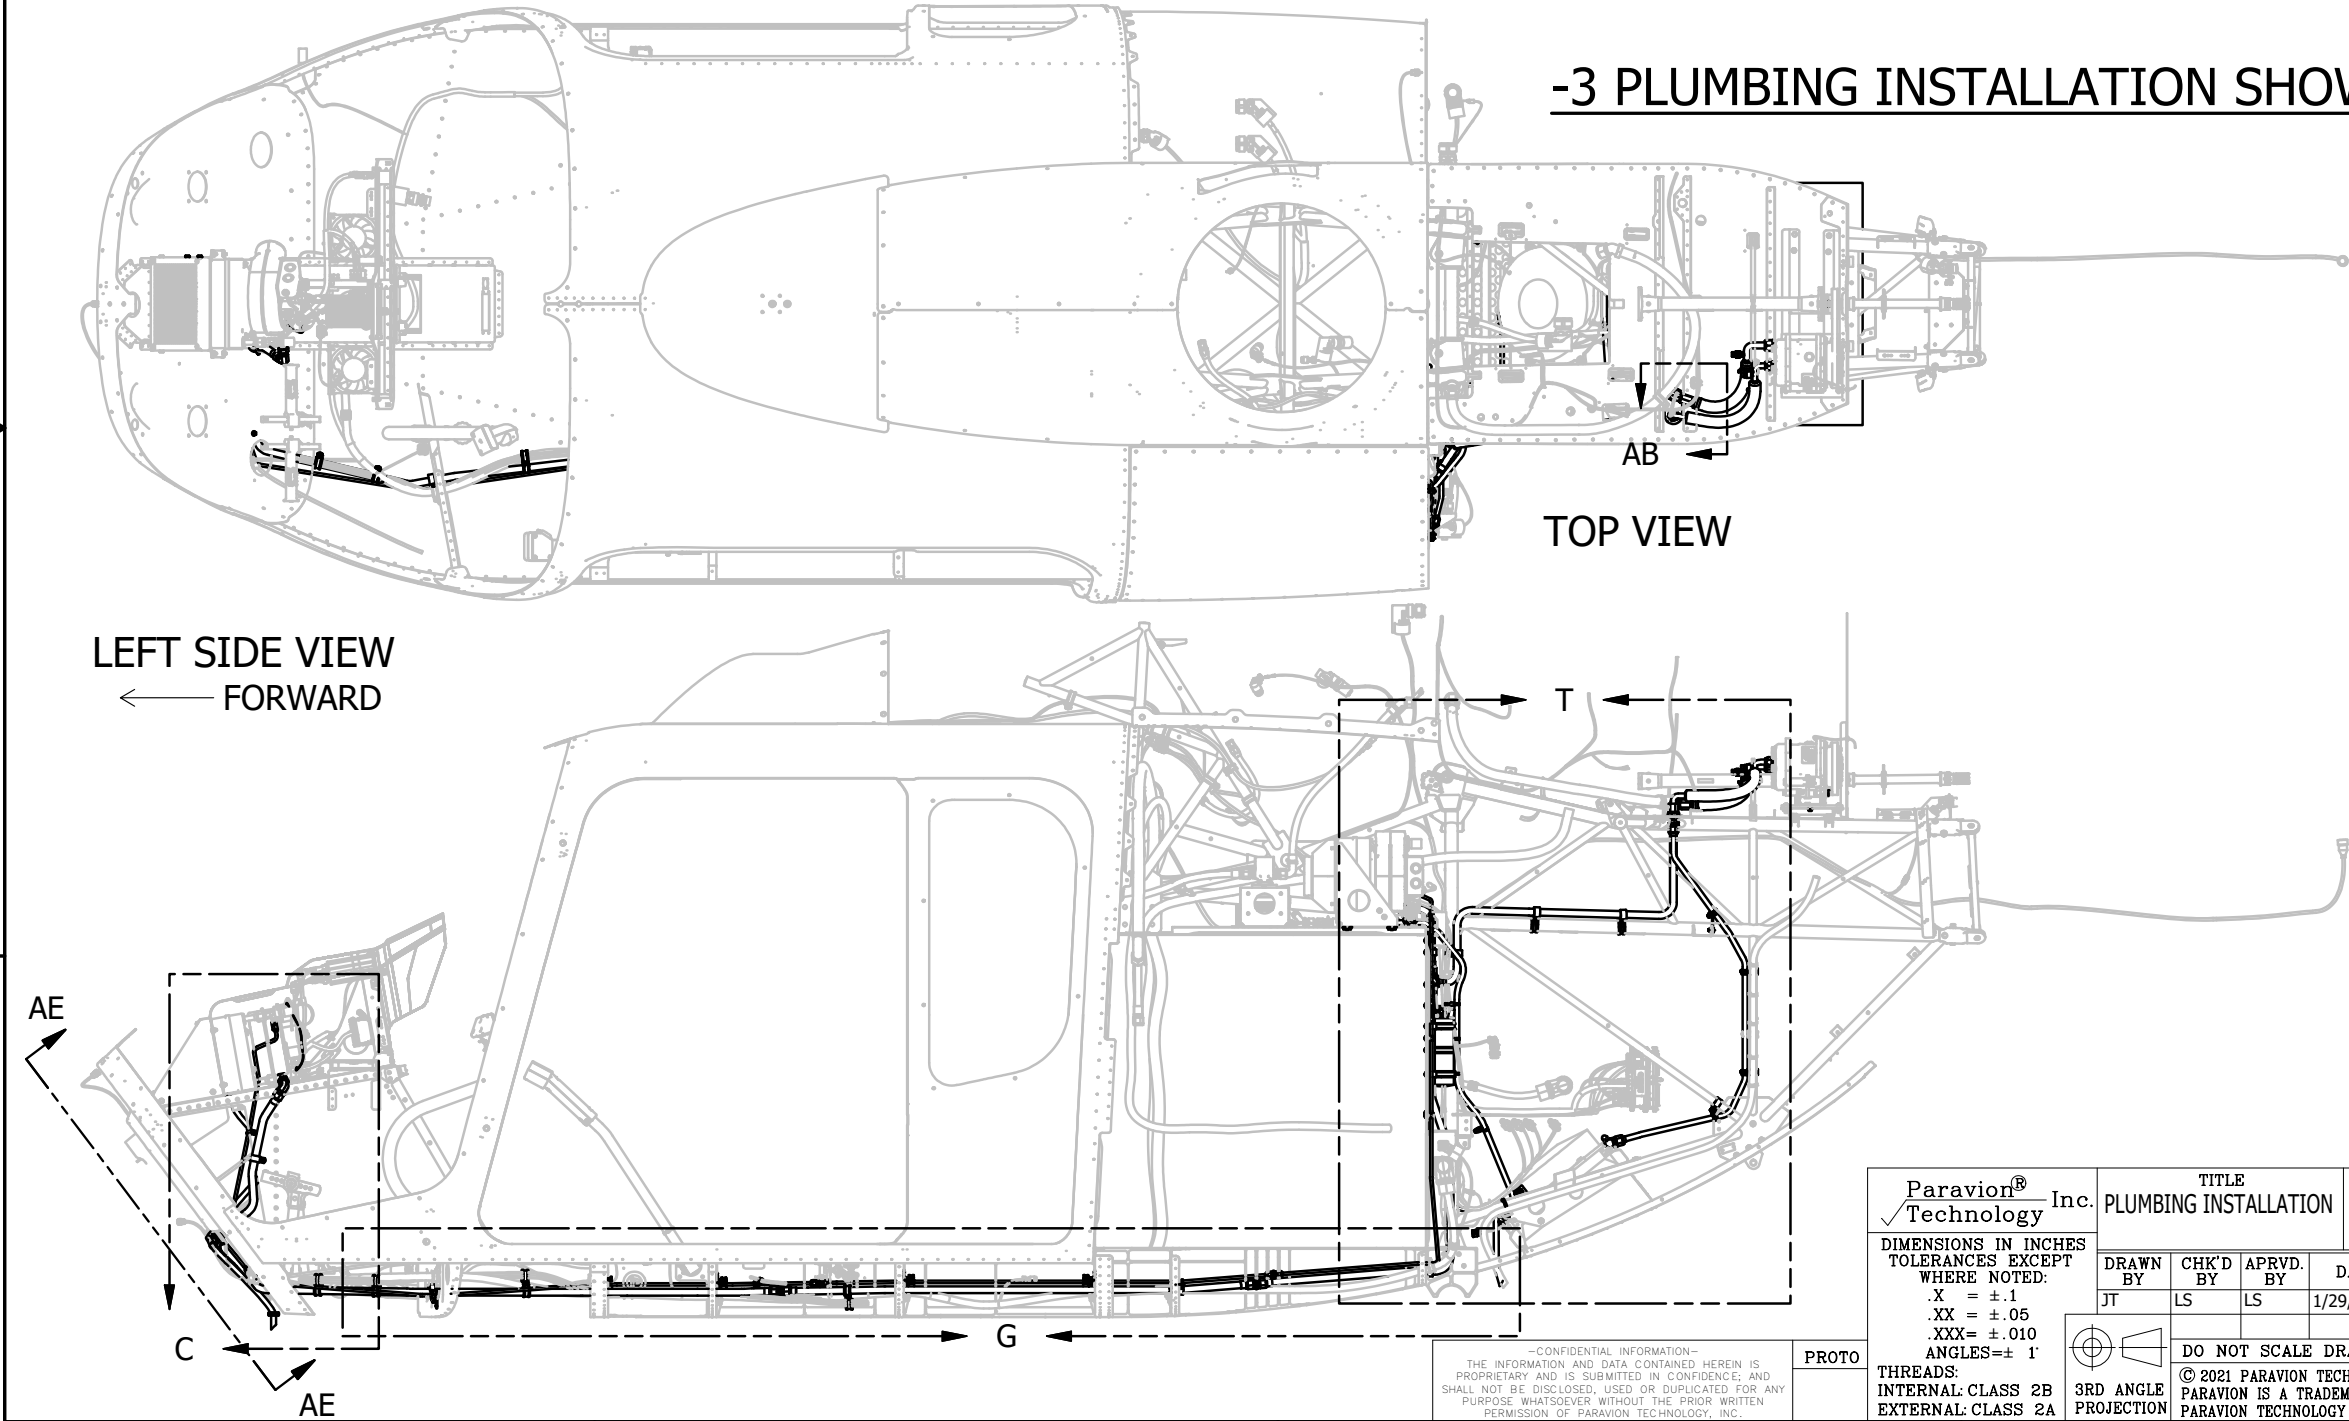 -3 PLUMBING INSTALLATION
AB
TOP VIEW
LEFT SIDE VIEW
FORWARD
T
AE
C
G
AE
-CONFIDENTIAL INFORMATION-
THE INFORMATION AND DATA CONTAINED HEREIN IS
PROPRIETARY AND IS SUBMITTED IN CONFIDENCE; AND
SHALL NOT BE DISCLOSED, USED OR DUPLICATED FOR ANY
PURPOSE WHATSOEVER WITHOUT THE PRIOR WRITTEN
PERMISSION OF PARAVION TECHNOLOGY, INC.
PROTO
Paravion® Technology Inc.
DIMENSIONS IN INCHES
TOLERANCES EXCEPT
WHERE NOTED:
.X = ±.1
.XX = ±.05
.XXX= ±.010
ANGLES=± 1°
THREADS:
INTERNAL: CLASS 2B
EXTERNAL: CLASS 2A
TITLE
PLUMBING INSTALLATION
DRAWN BY CHK'D BY APRVD. BY
JT LS LS 1/29/
3RD ANGLE
PROJECTION
DO NOT SCALE
© 2021 PARAVION
PARAVION IS A
PARAVION TECHNOLOGY